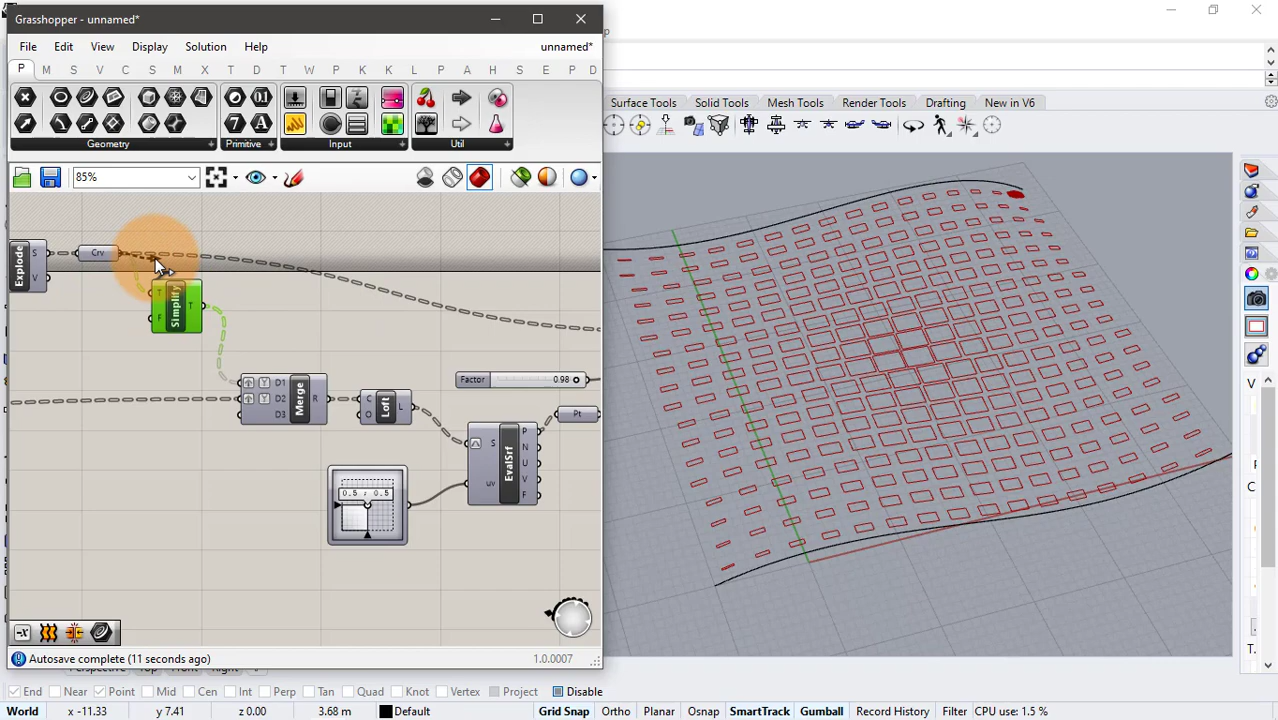 Grasshopper - unnamed*
File Edit View Display Solution Help unnamed*
P M S V C S M X T D T W P K K L P A H S E P D
Geometry Primitive Input Util
85%
Surface Tools Solid Tools Mesh Tools Render Tools Drafting New in V6
Explode S V
Crv
T F Simplify T
D1 D2 D3 Merge R
C O Loft L
Factor 0.98
Pt
S uv EvalSrf P N U V F
0.5 : 0.5
Autosave complete (11 seconds ago) 1.0.0007
End Near Point Mid Cen Int Perp Tan Quad Knot Vertex Project Disable
World x -11.33 y 7.41 z 0.00 3.68 m Default Grid Snap Ortho Planar Osnap SmartTrack Gumball Record History Filter CPU use: 1.5 %